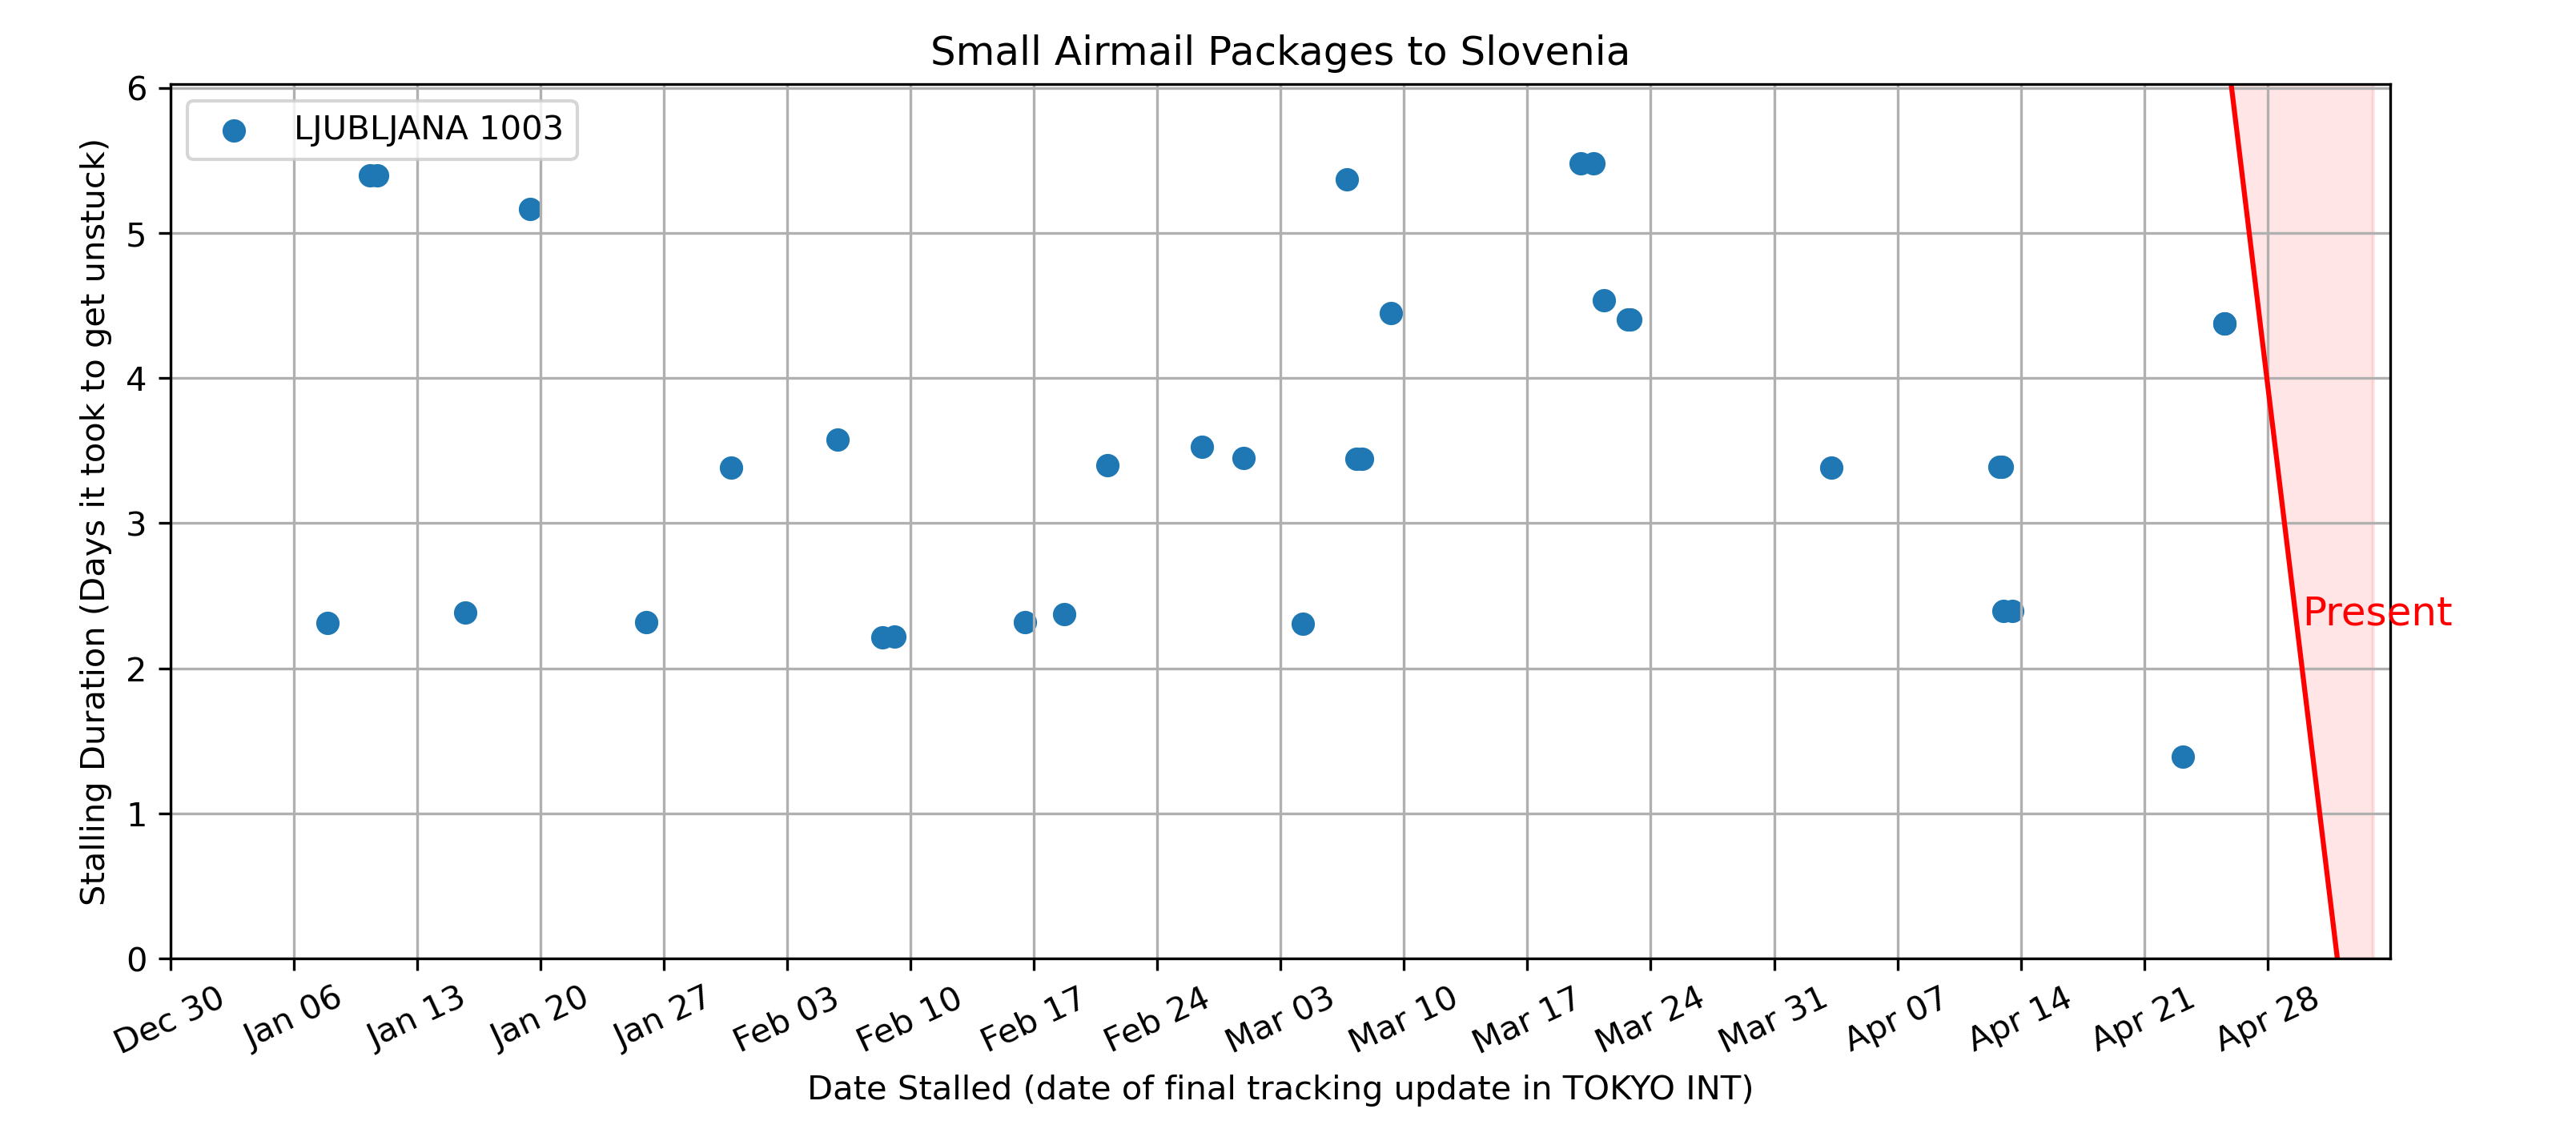 Small Airmail Packages to Slovenia
LJUBLJANA 1003
Stalling Duration (Days it took to get unstuck)
6
5
4
3
2
1
0
Present
Dec 30
Jan 06
Jan 13
Jan 20
Jan 27
Feb 03
Feb 10
Feb 17
Feb 24
Mar 03
Mar 10
Mar 17
Mar 24
Mar 31
Apr 07
Apr 14
Apr 21
Apr 28
Date Stalled (date of final tracking update in TOKYO INT)